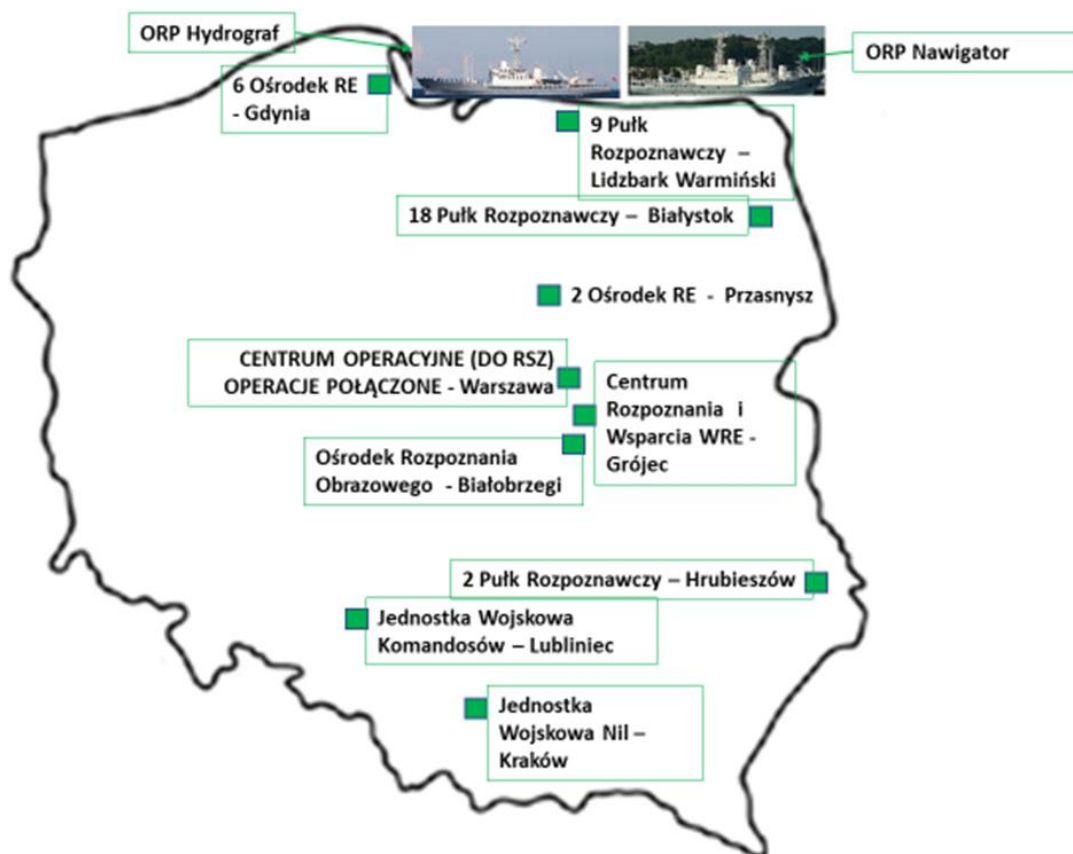 ORP Hydrograf
ORP Nawigator
6 Ośrodek RE
- Gdynia
9 Pułk
Rozpoznawczy –
Lidzbark Warmiński
18 Pułk Rozpoznawczy – Białystok
2 Ośrodek RE - Przasnysz
CENTRUM OPERACYJNE (DO RSZ)
OPERACJE POŁĄCZONE - Warszawa
Centrum
Rozpoznania i
Wsparcia WRE -
Grójec
Ośrodek Rozpoznania
Obrazowego - Białobrzegi
2 Pułk Rozpoznawczy – Hrubieszów
Jednostka Wojskowa
Komandosów – Lubliniec
Jednostka
Wojskowa Nil –
Kraków